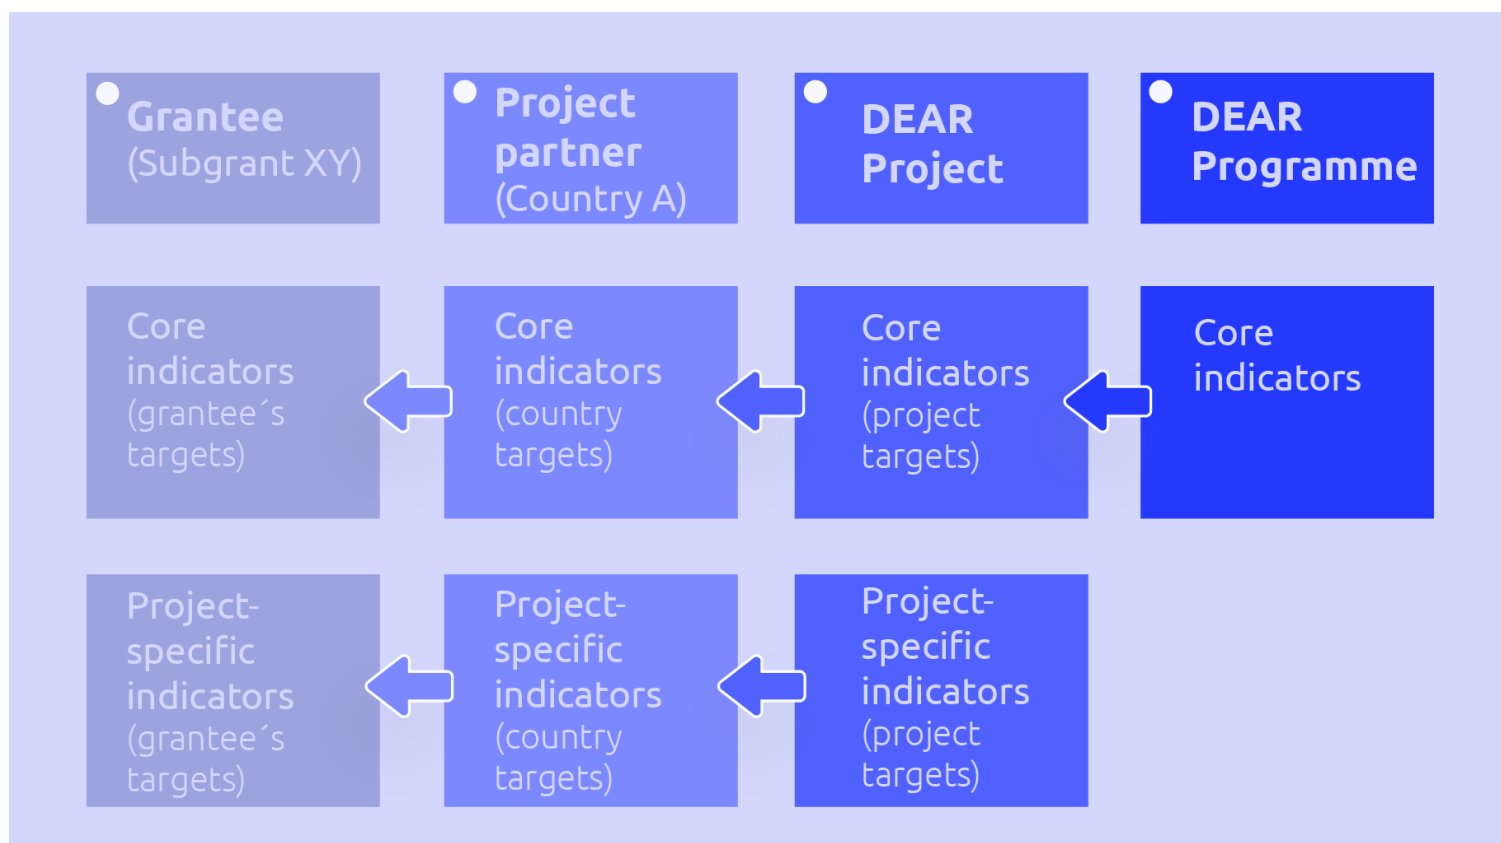 Grantee
(Subgrant XY)
Project
partner
(Country A)
DEAR
Project
DEAR
Programme
Core
indicators
(grantee´s
targets)
Core
indicators
(country
targets)
Core
indicators
(project
targets)
Core
indicators
Project-
specific
indicators
(grantee´s
targets)
Project-
specific
indicators
(country
targets)
Project-
specific
indicators
(project
targets)